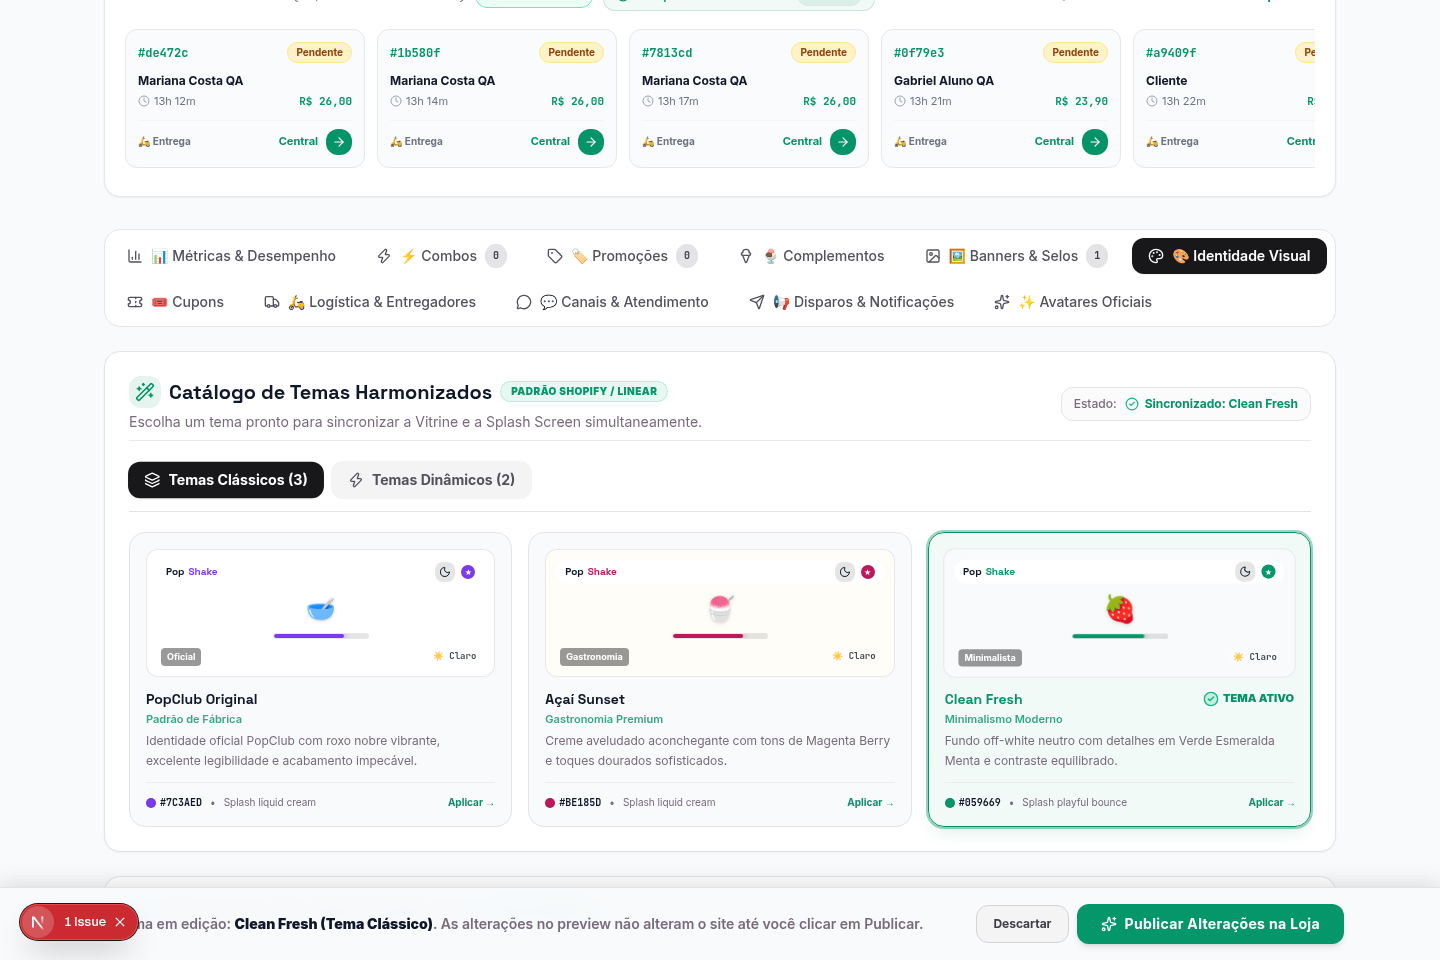 #de472c Pendente
Mariana Costa QA
13h 12m R$ 26,00
🛵 Entrega Central
#1b580f Pendente
Mariana Costa QA
13h 14m R$ 26,00
🛵 Entrega Central
#7813cd Pendente
Mariana Costa QA
13h 17m R$ 26,00
🛵 Entrega Central
#0f79e3 Pendente
Gabriel Aluno QA
13h 21m R$ 23,90
🛵 Entrega Central
#a9409f
Cliente
13h 22m
🛵 Entrega
📊 Métricas & Desempenho ⚡ Combos 0 🏷️ Promoções 0 🍨 Complementos 🖼️ Banners & Selos 1 🎨 Identidade Visual
🎟️ Cupons 🛵 Logística & Entregadores 💬 Canais & Atendimento 📢 Disparos & Notificações ✨ Avatares Oficiais
Catálogo de Temas Harmonizados PADRÃO SHOPIFY / LINEAR
Escolha um tema pronto para sincronizar a Vitrine e a Splash Screen simultaneamente.
Estado: Sincronizado: Clean Fresh
Temas Clássicos (3) Temas Dinâmicos (2)
Pop Shake
Oficial ☀️ Claro
PopClub Original
Padrão de Fábrica
Identidade oficial PopClub com roxo nobre vibrante,
excelente legibilidade e acabamento impecável.
#7C3AED • Splash liquid cream Aplicar →
Pop Shake
Gastronomia ☀️ Claro
Açaí Sunset
Gastronomia Premium
Creme aveludado aconchegante com tons de Magenta Berry
e toques dourados sofisticados.
#BE185D • Splash liquid cream Aplicar →
Pop Shake
Minimalista ☀️ Claro
Clean Fresh TEMA ATIVO
Minimalismo Moderno
Fundo off-white neutro com detalhes em Verde Esmeralda
Menta e contraste equilibrado.
#059669 • Splash playful bounce Aplicar →
N 1 Issue
em edição: Clean Fresh (Tema Clássico). As alterações no preview não alteram o site até você clicar em Publicar.
Descartar
Publicar Alterações na Loja